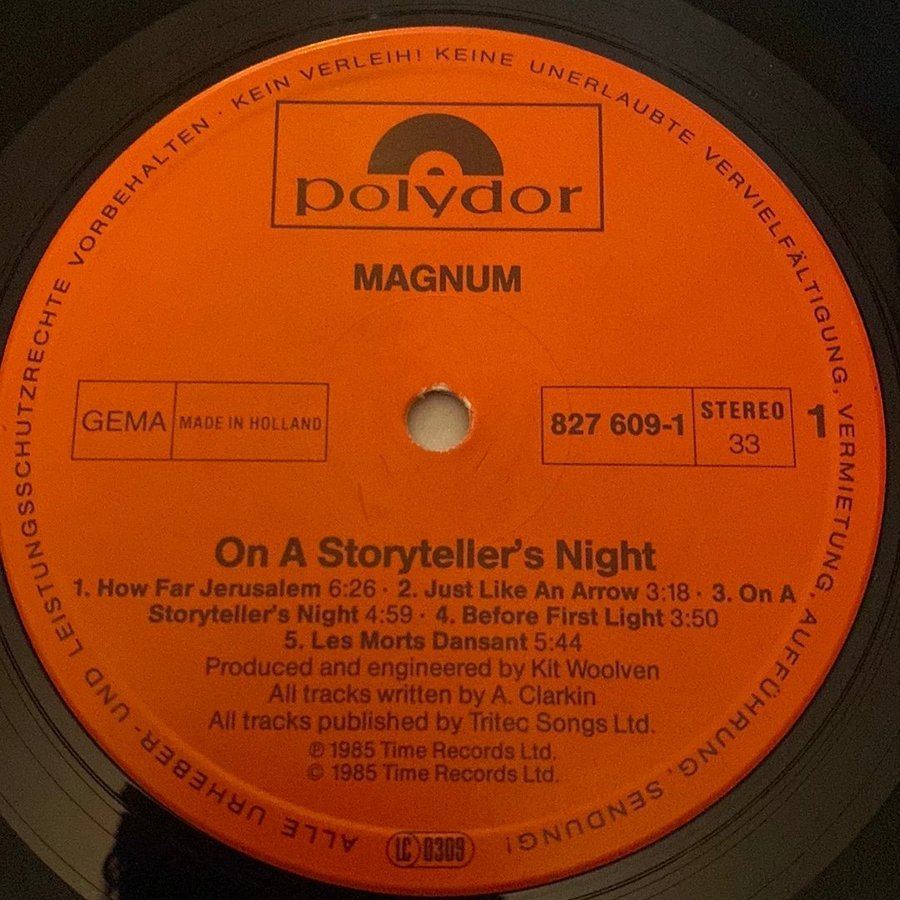 ALLE URHEBER- UND LEISTUNGSSCHUTZRECHTE VORBEHALTEN · KEIN VERLEIH! KEINE UNERLAUBTE VERVIELFÄLTIGUNG, VERMIETUNG, AUFFÜHRUNG, SENDUNG!
polydor
MAGNUM
GEMA MADE IN HOLLAND
827 609-1 STEREO 33 1
On A Storyteller's Night
1. How Far Jerusalem 6:26 · 2. Just Like An Arrow 3:18 · 3. On A
Storyteller's Night 4:59 · 4. Before First Light 3:50
5. Les Morts Dansant 5:44
Produced and engineered by Kit Woolven
All tracks written by A. Clarkin
All tracks published by Tritec Songs Ltd.
℗ 1985 Time Records Ltd.
© 1985 Time Records Ltd.
LC 0309